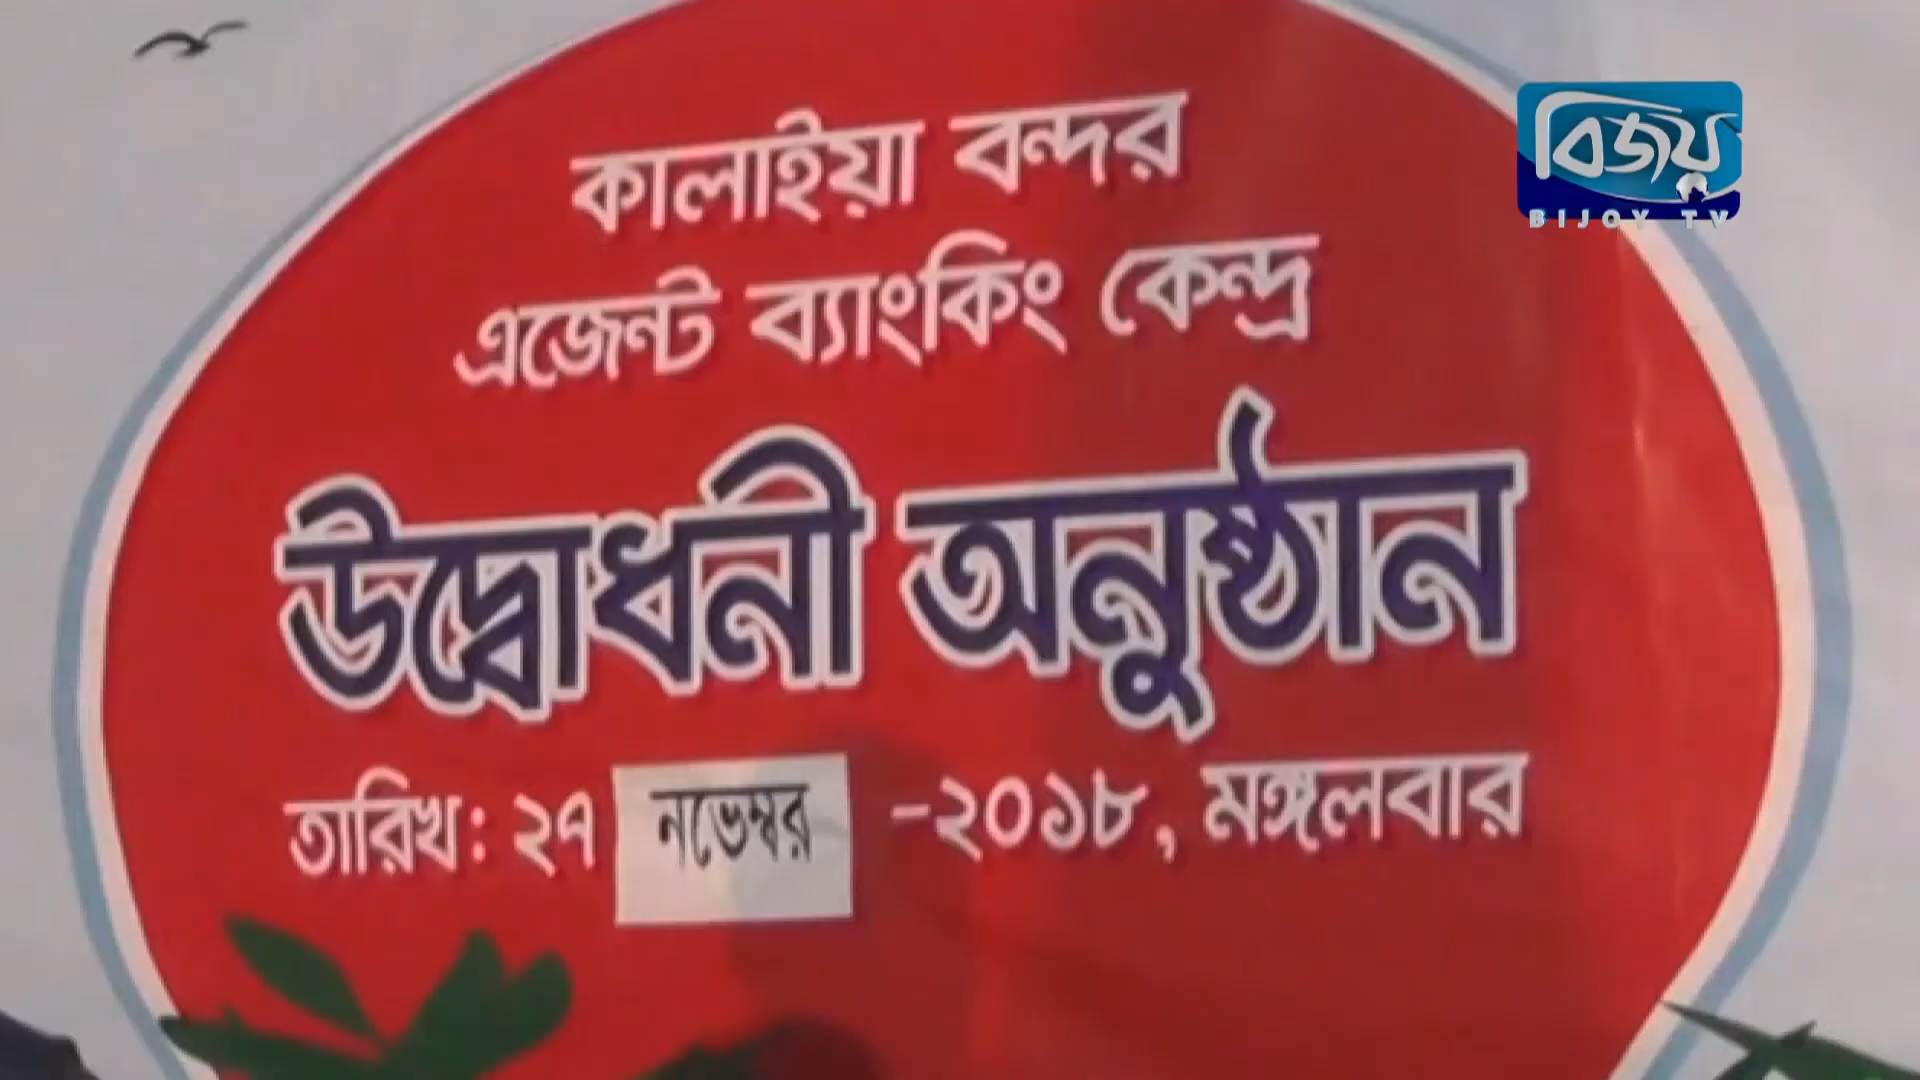 কালাইয়া বন্দর
এজেন্ট ব্যাংকিং কেন্দ্র
উদ্বোধনী অনুষ্ঠান
তারিখ: ২৭ নভেম্বর -২০১৮, মঙ্গলবার
বিজয়
BIJOY TV